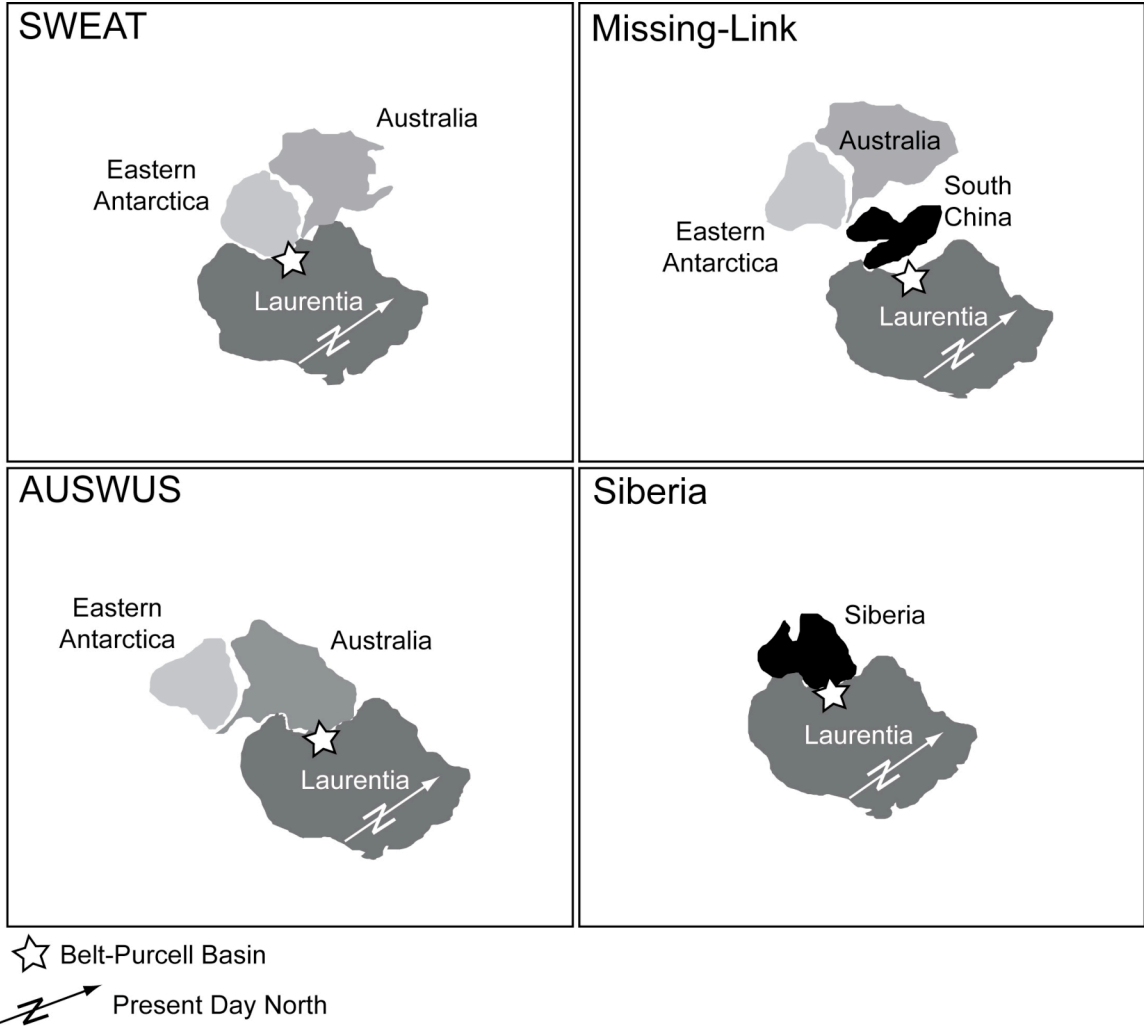 SWEAT
Australia
Eastern
Antarctica
Laurentia
N
Missing-Link
Australia
South
China
Eastern
Antarctica
Laurentia
N
AUSWUS
Eastern
Antarctica
Australia
Laurentia
N
Siberia
Siberia
Laurentia
N
Belt-Purcell Basin
N
Present Day North